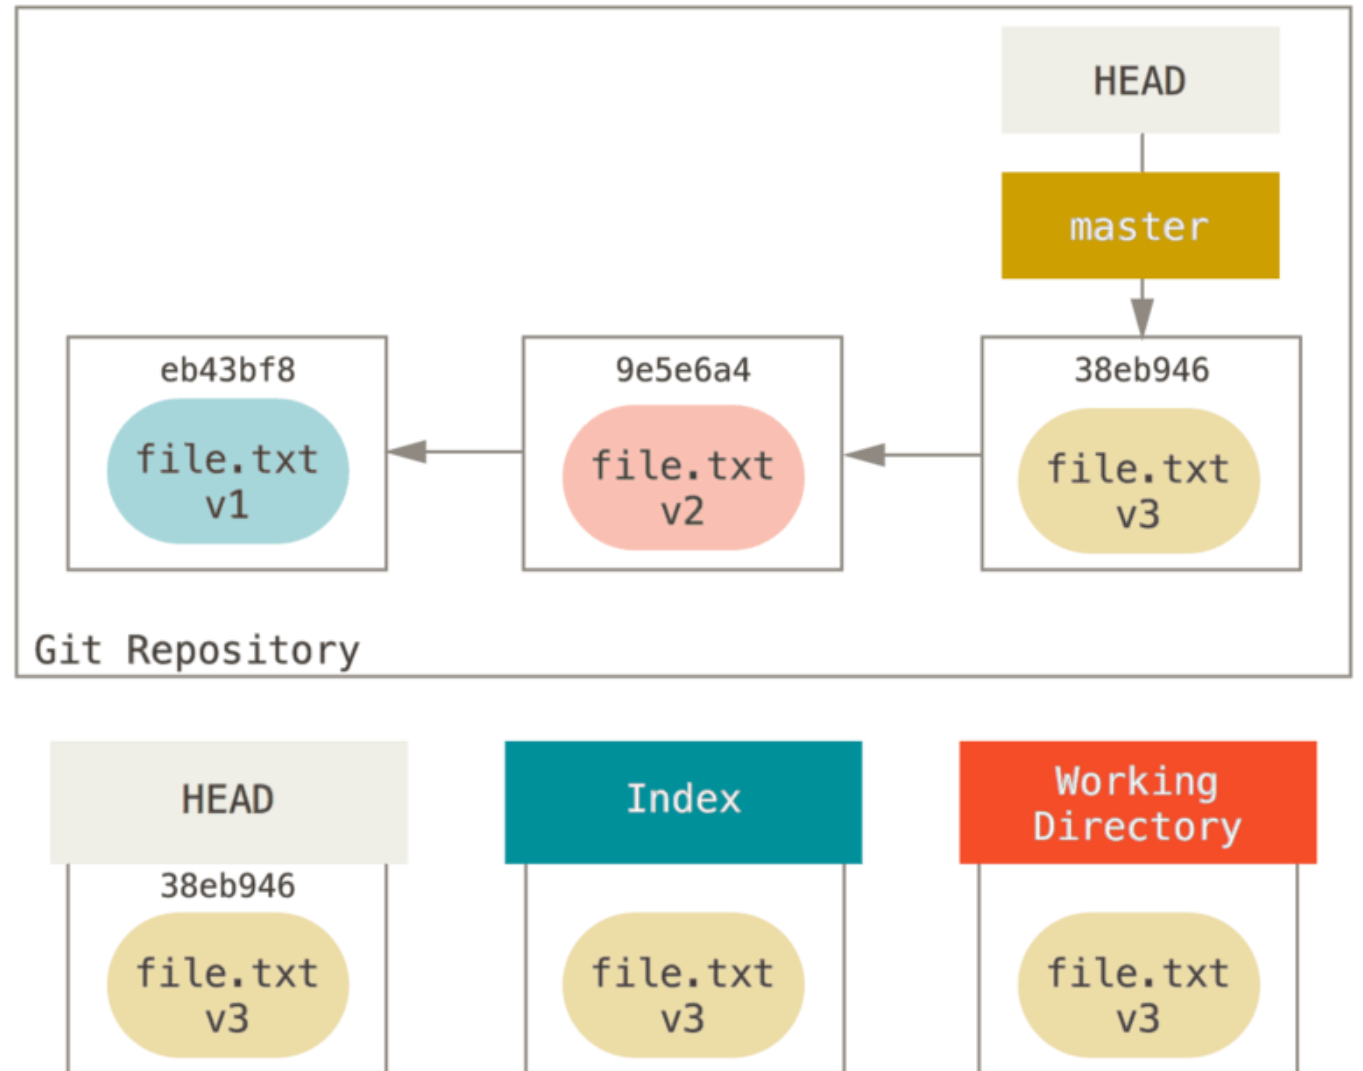 HEAD
master
eb43bf8
9e5e6a4
38eb946
file.txt
v1
file.txt
v2
file.txt
v3
Git Repository
HEAD
Index
Working
Directory
38eb946
file.txt
v3
file.txt
v3
file.txt
v3